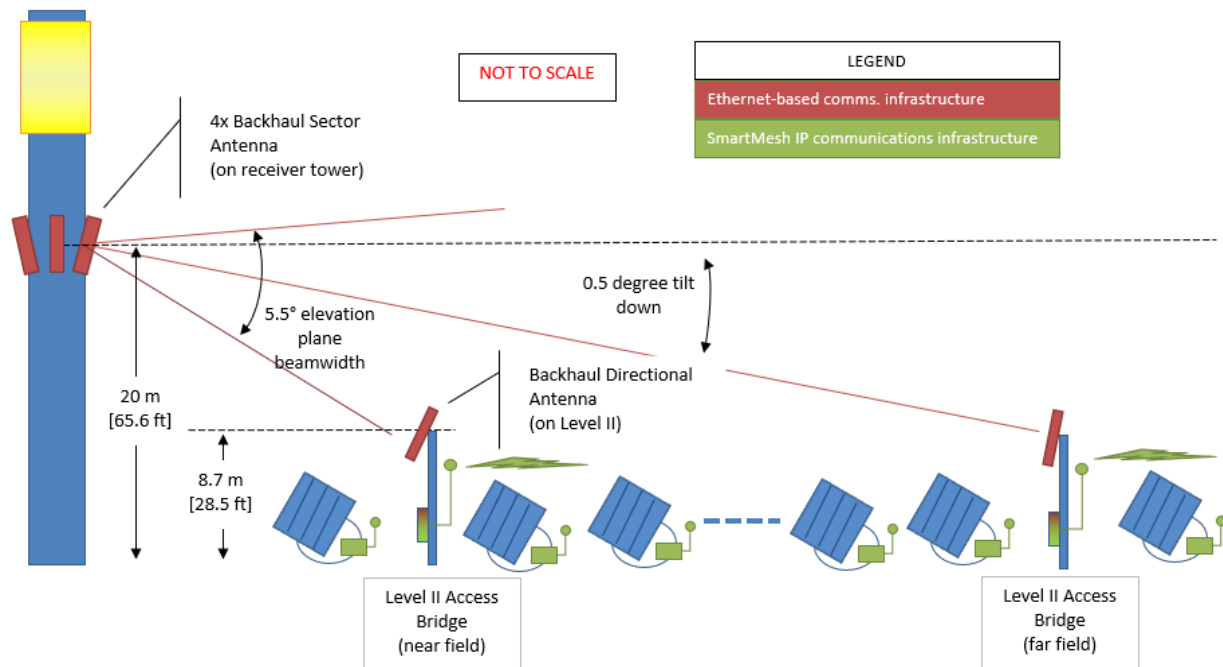 NOT TO SCALE
LEGEND
Ethernet-based comms. infrastructure
SmartMesh IP communications infrastructure
4x Backhaul Sector
Antenna
(on receiver tower)
0.5 degree tilt
down
5.5° elevation
plane
beamwidth
Backhaul Directional
Antenna
(on Level II)
20 m
[65.6 ft]
8.7 m
[28.5 ft]
Level II Access
Bridge
(near field)
Level II Access
Bridge
(far field)